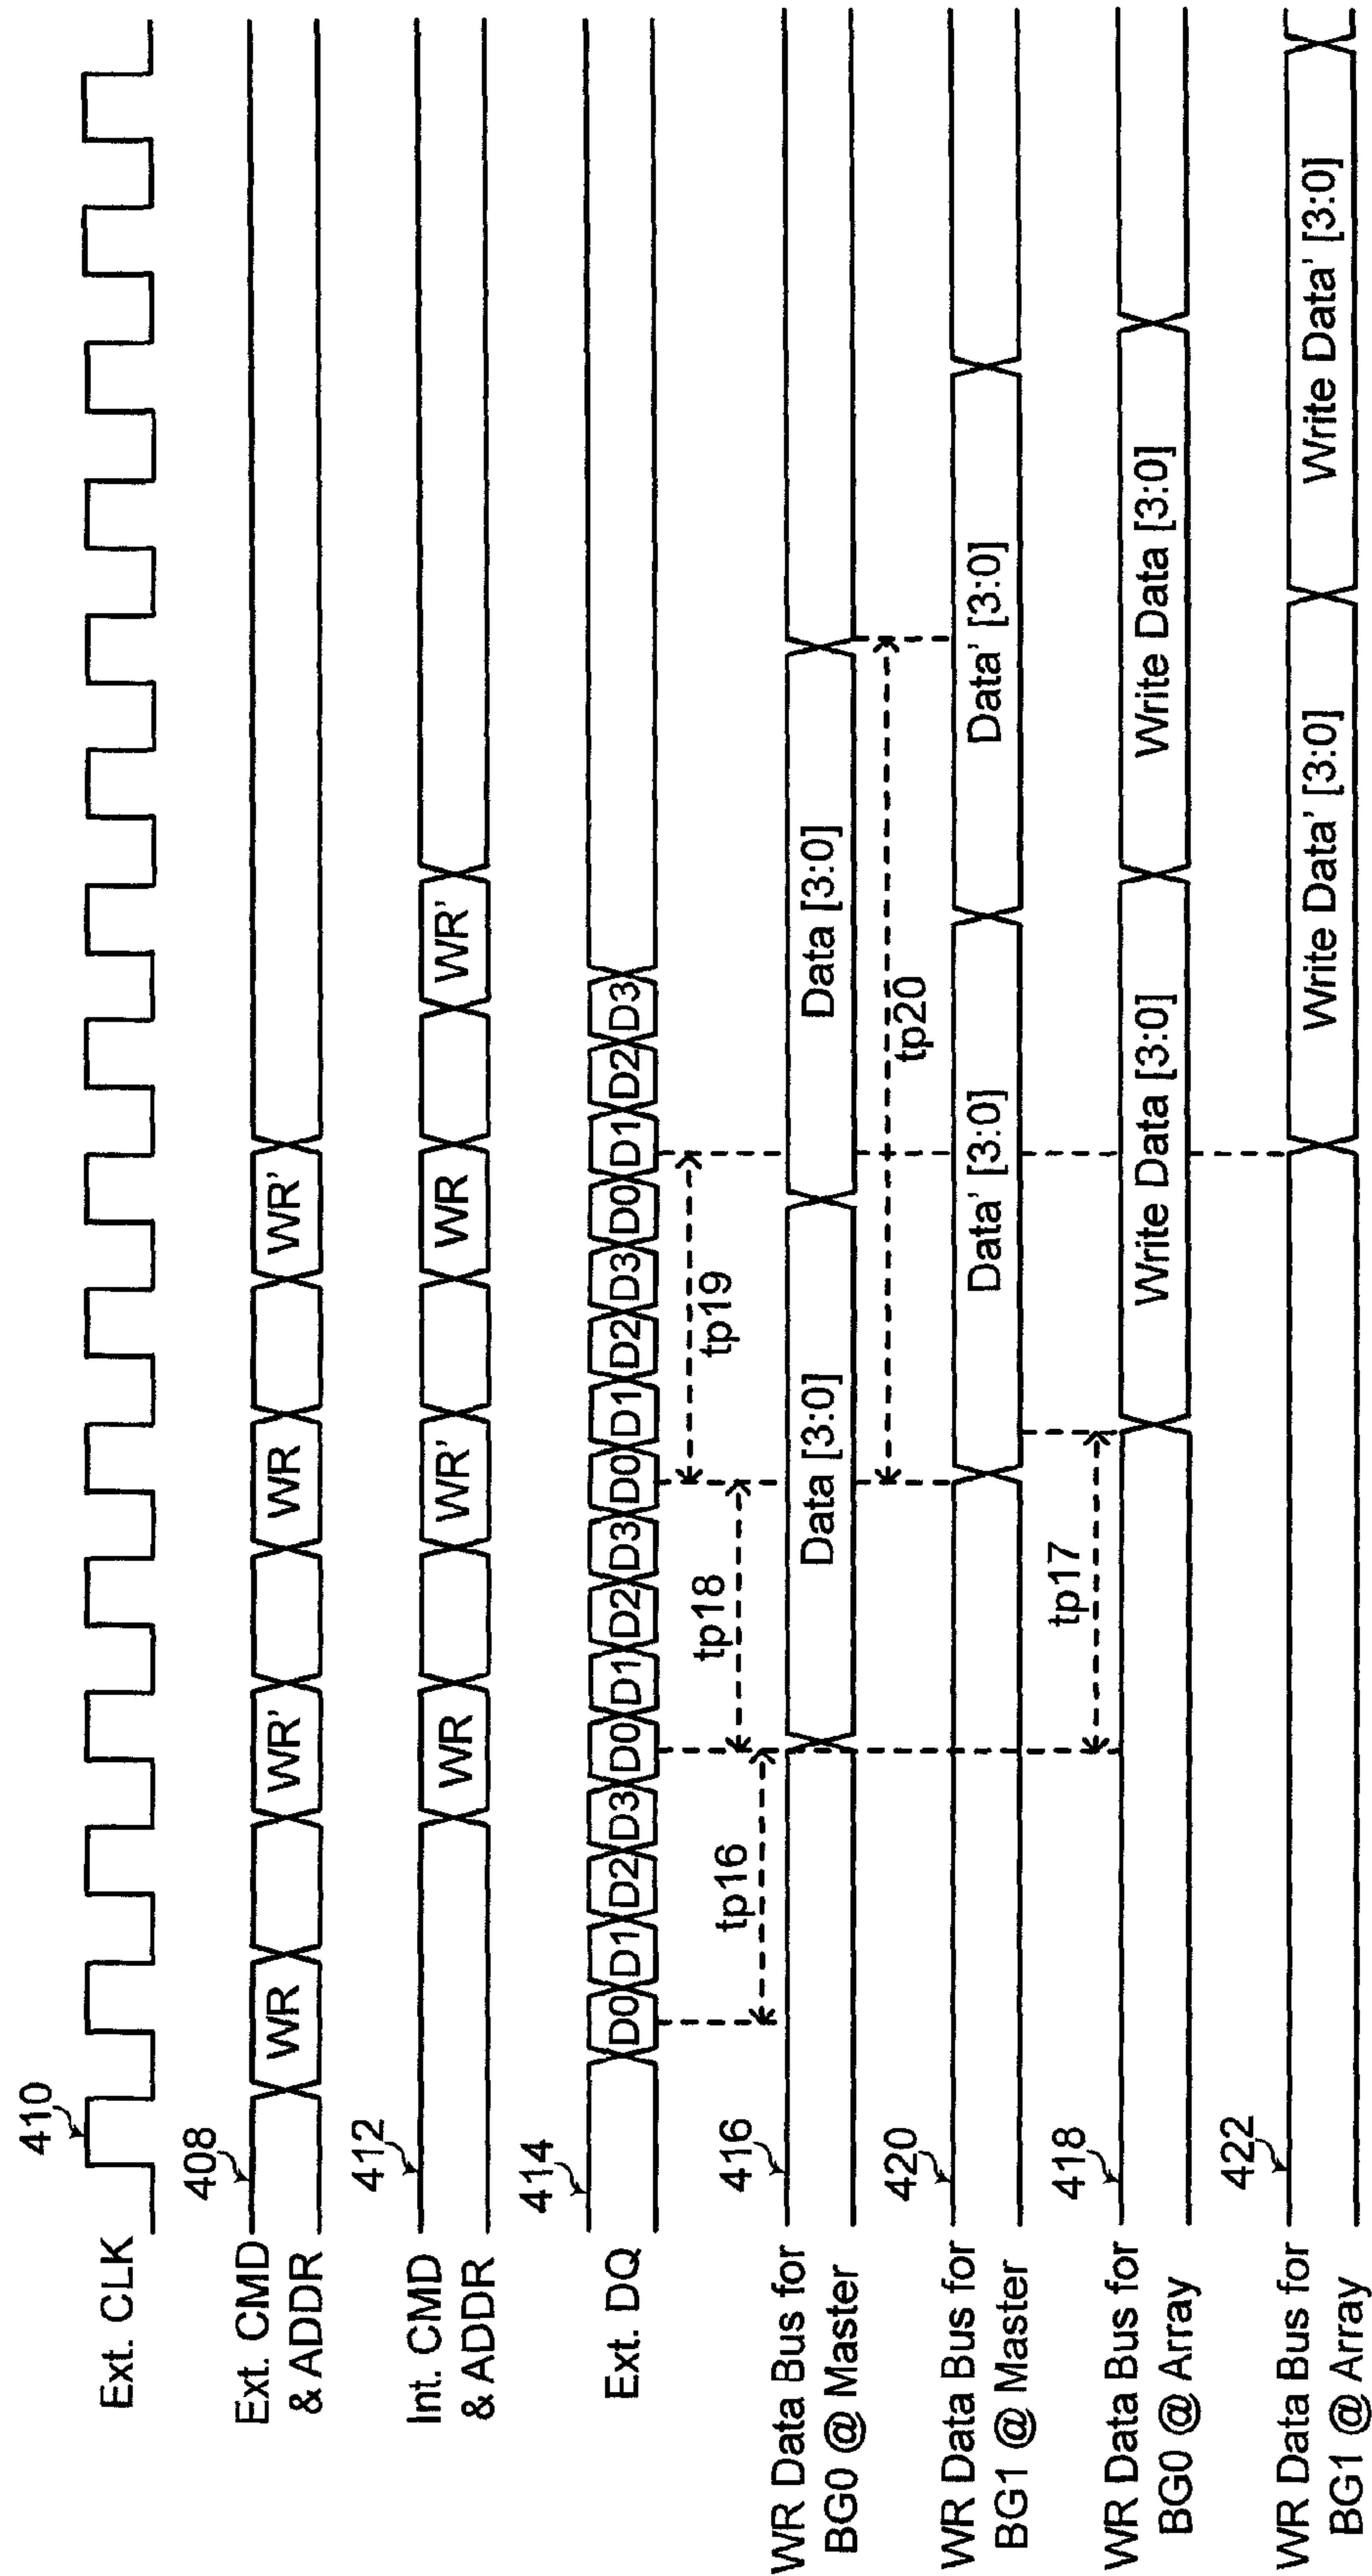 410
Ext. CLK
408
Ext. CMD
& ADDR
WR
WR'
WR
WR'
412
Int. CMD
& ADDR
WR
WR'
WR
WR'
414
Ext. DQ
D0 D1 D2 D3 D0 D1 D2 D3 D0 D1 D2 D3 D0 D1 D2 D3
tp16
tp18
tp19
416
WR Data Bus for
BG0 @ Master
Data [3:0]
Data [3:0]
tp20
420
WR Data Bus for
BG1 @ Master
Data' [3:0]
Data' [3:0]
tp17
418
WR Data Bus for
BG0 @ Array
Write Data [3:0]
Write Data [3:0]
422
WR Data Bus for
BG1 @ Array
Write Data' [3:0]
Write Data' [3:0]